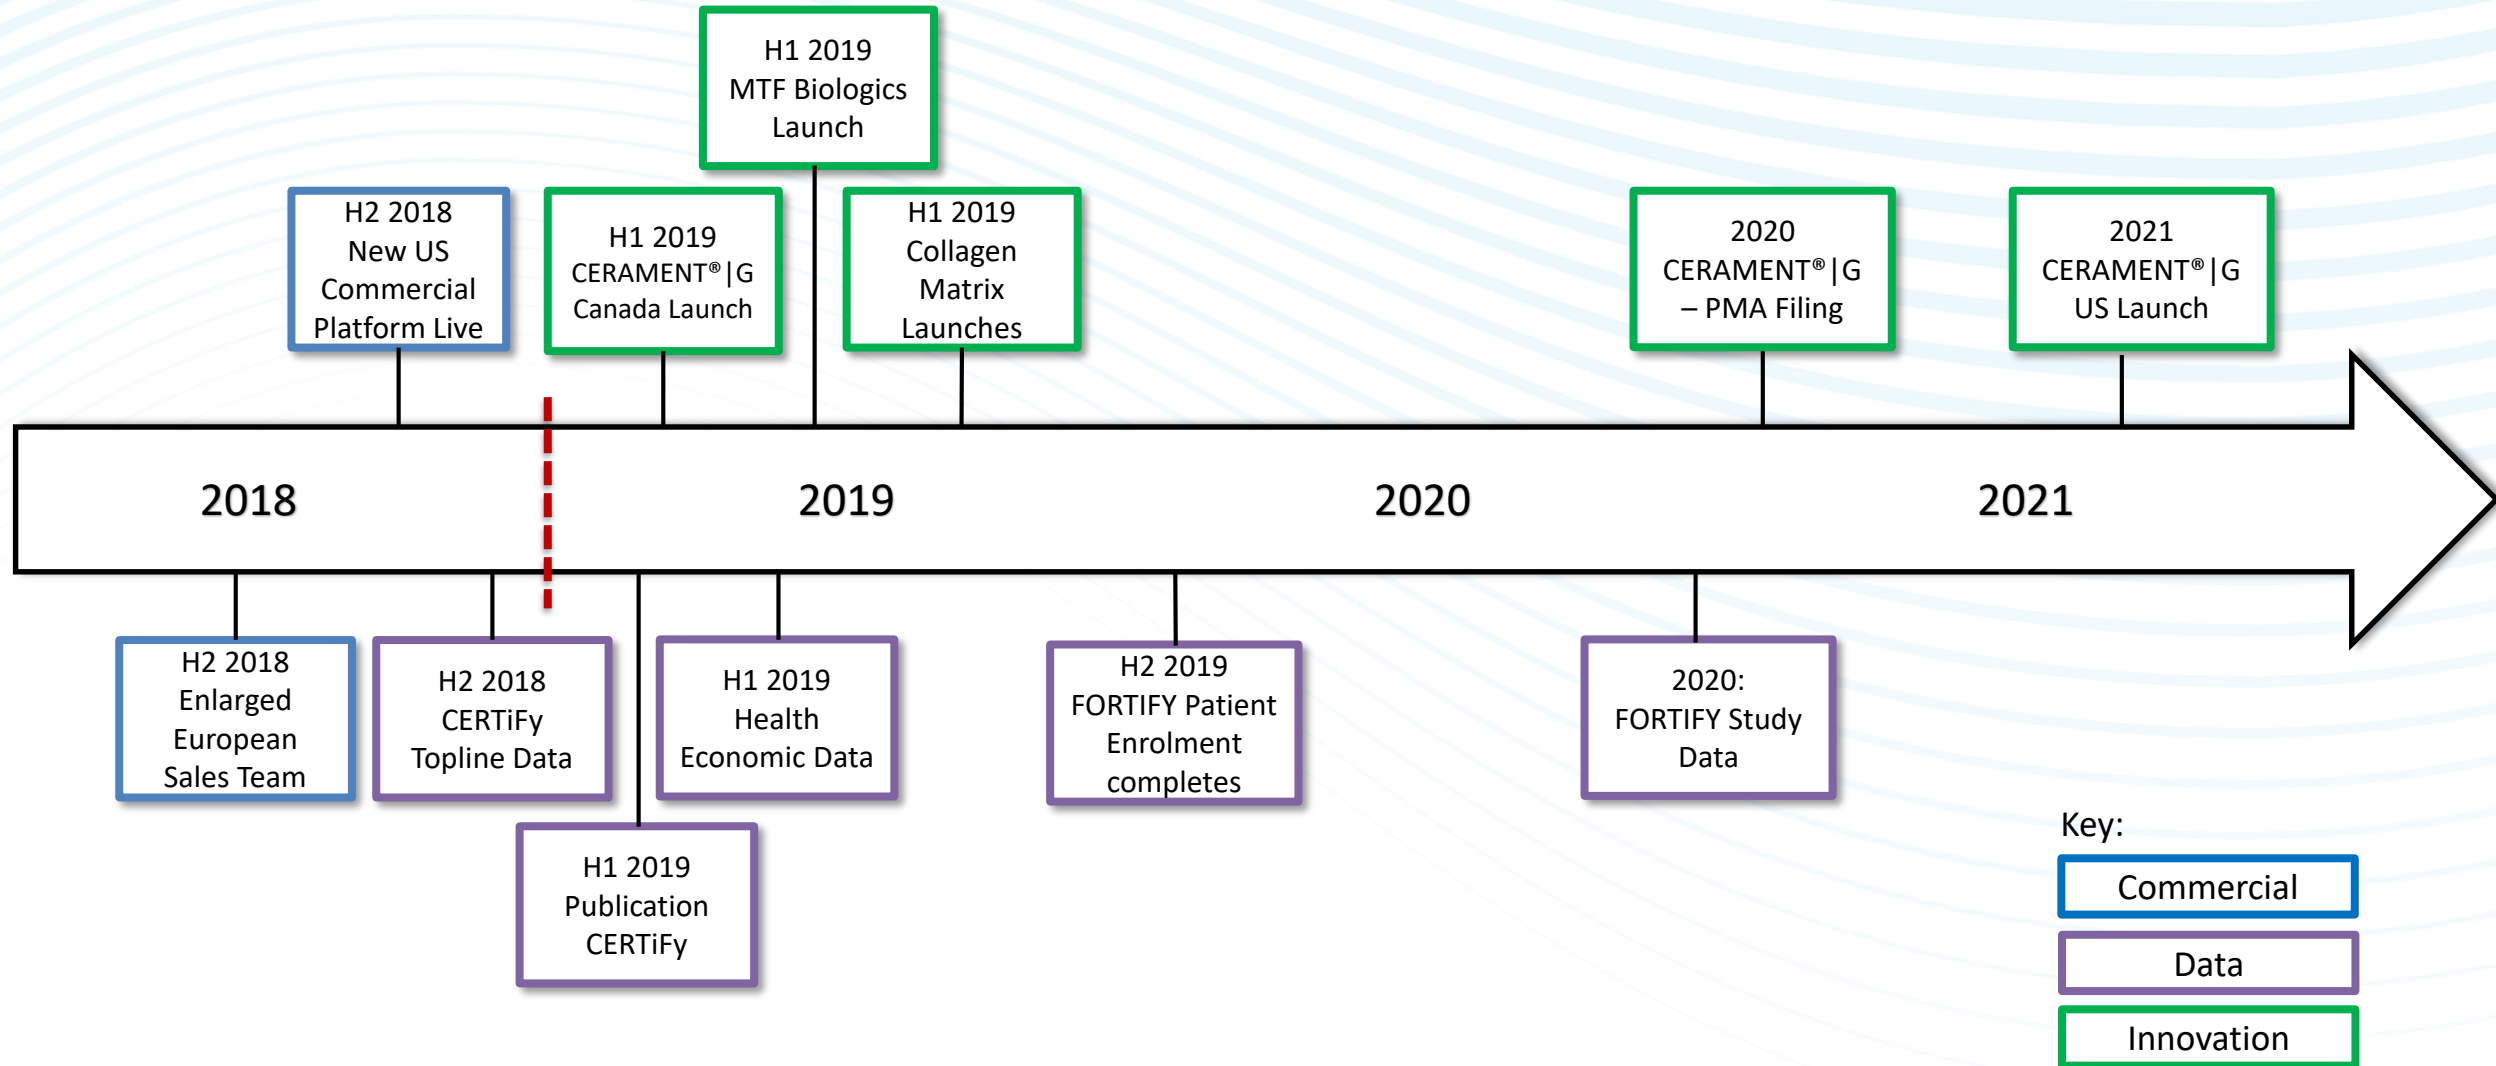 H1 2019
MTF Biologics
Launch
H2 2018
New US
Commercial
Platform Live
H1 2019
CERAMENT®|G
Canada Launch
H1 2019
Collagen
Matrix
Launches
2020
CERAMENT®|G
– PMA Filing
2021
CERAMENT®|G
US Launch
2018
2019
2020
2021
H2 2018
Enlarged
European
Sales Team
H2 2018
CERTiFy
Topline Data
H1 2019
Health
Economic Data
H2 2019
FORTIFY Patient
Enrolment
completes
2020:
FORTIFY Study
Data
H1 2019
Publication
CERTiFy
Key:
Commercial
Data
Innovation